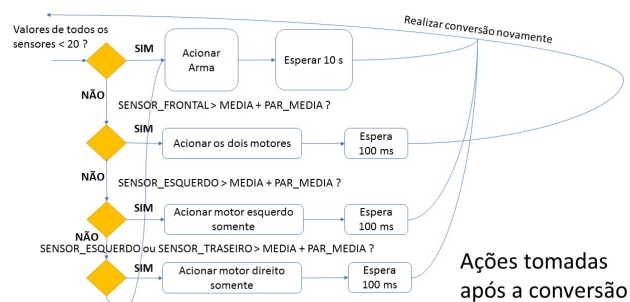 Realizar conversão novamente
Valores de todos os
sensores < 20 ?
SIM
Acionar
Arma
Esperar 10 s
NÃO
SENSOR_FRONTAL> MEDIA + PAR_MEDIA ?
SIM
Acionar os dois motores
Espera
100 ms
NÃO
SENSOR_ESQUERDO > MEDIA + PAR_MEDIA ?
SIM
Acionar motor esquerdo
somente
Espera
100 ms
NÃO
SENSOR_ESQUERDO ou SENSOR_TRASEIRO> MEDIA + PAR_MEDIA ?
SIM
Acionar motor direito
somente
Espera
100 ms
Ações tomadas
após a conversão